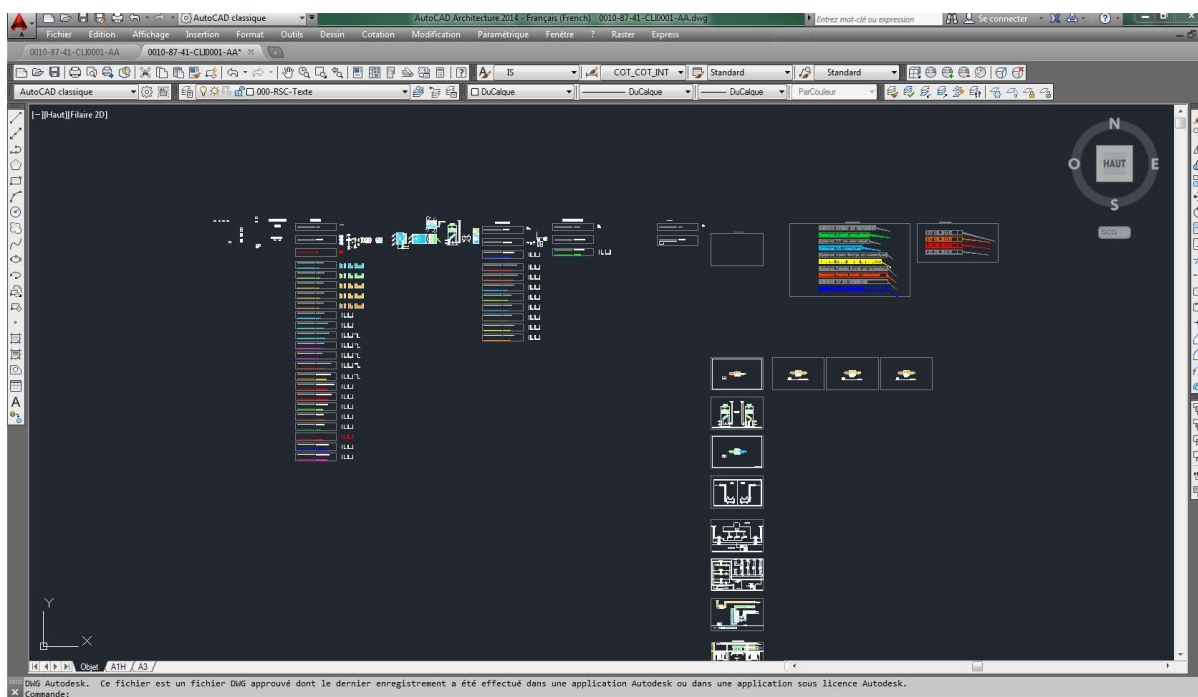 AutoCAD classique
AutoCAD Architecture 2014 - Français (French) 0010-87-41-CLI0001-AA.dwg
Entrez mot-clé ou expression
Se connecter
Fichier Edition Affichage Insertion Format Outils Dessin Cotation Modification Paramétrique Fenêtre ? Raster Express
0010-87-41-CLI0001-AA 0010-87-41-CLI0001-AA*
IS COT_COT_INT Standard Standard
AutoCAD classique 000-RSC-Texte DuCalque DuCalque DuCalque ParCouleur
[−][Haut][Filaire 2D]
N
O HAUT E
S
SCG
Y
X
Objet A1H A3
DWG Autodesk. Ce fichier est un fichier DWG approuvé dont le dernier enregistrement a été effectué dans une application Autodesk ou dans une application sous licence Autodesk.
Commande: